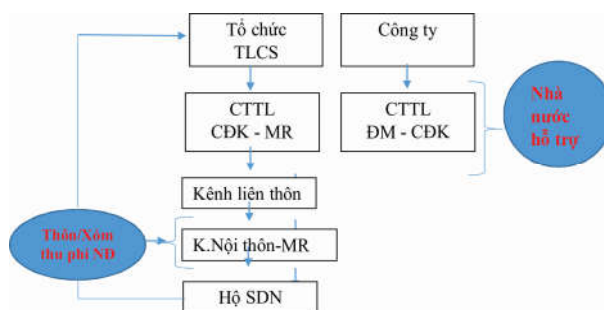 Tổ chức
TLCS
Công ty
CTTL
CĐK - MR
CTTL
ĐM - CĐK
Nhà
nước
hỗ trợ
Kênh liên thôn
Thôn/Xóm
thu phí NĐ
K.Nội thôn-MR
Hộ SDN